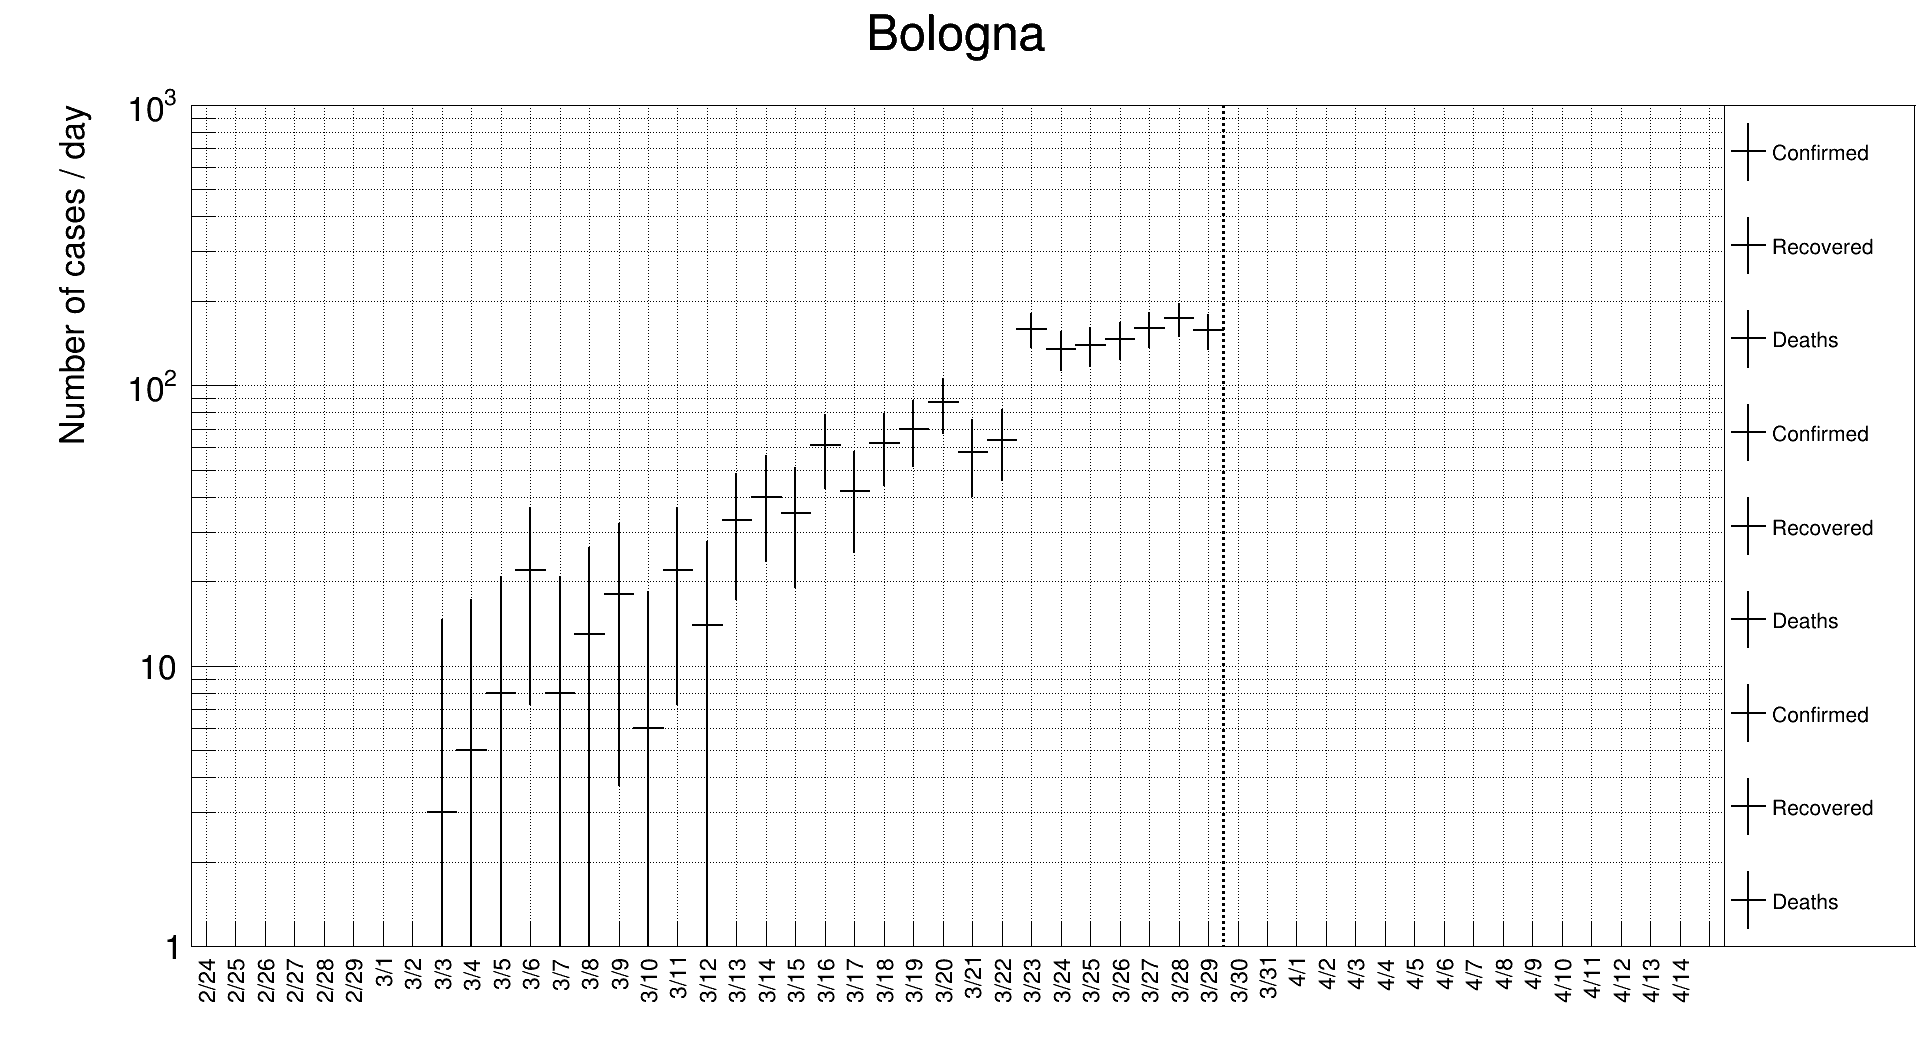 Bologna
Number of cases / day
10^3
10^2
10
1
2/24 2/25 2/26 2/27 2/28 2/29 3/1 3/2 3/3 3/4 3/5 3/6 3/7 3/8 3/9 3/10 3/11 3/12 3/13 3/14 3/15 3/16 3/17 3/18 3/19 3/20 3/21 3/22 3/23 3/24 3/25 3/26 3/27 3/28 3/29 3/30 3/31 4/1 4/2 4/3 4/4 4/5 4/6 4/7 4/8 4/9 4/10 4/11 4/12 4/13 4/14
Confirmed
Recovered
Deaths
Confirmed
Recovered
Deaths
Confirmed
Recovered
Deaths